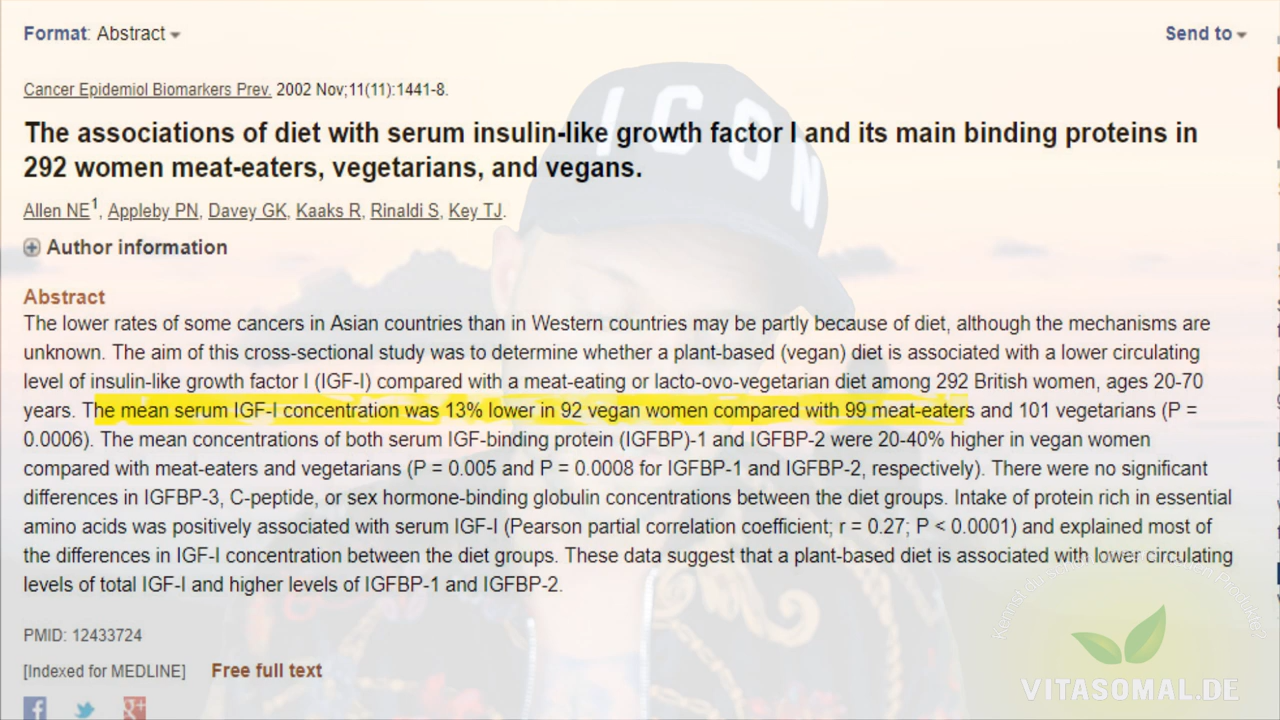 Format: Abstract
Send to
Cancer Epidemiol Biomarkers Prev. 2002 Nov;11(11):1441-8.
ICON
The associations of diet with serum insulin-like growth factor I and its main binding proteins in
292 women meat-eaters, vegetarians, and vegans.
Allen NE1, Appleby PN, Davey GK, Kaaks R, Rinaldi S, Key TJ.
Author information
Abstract
The lower rates of some cancers in Asian countries than in Western countries may be partly because of diet, although the mechanisms are
unknown. The aim of this cross-sectional study was to determine whether a plant-based (vegan) diet is associated with a lower circulating
level of insulin-like growth factor I (IGF-I) compared with a meat-eating or lacto-ovo-vegetarian diet among 292 British women, ages 20-70
years. The mean serum IGF-I concentration was 13% lower in 92 vegan women compared with 99 meat-eaters and 101 vegetarians (P =
0.0006). The mean concentrations of both serum IGF-binding protein (IGFBP)-1 and IGFBP-2 were 20-40% higher in vegan women
compared with meat-eaters and vegetarians (P = 0.005 and P = 0.0008 for IGFBP-1 and IGFBP-2, respectively). There were no significant
differences in IGFBP-3, C-peptide, or sex hormone-binding globulin concentrations between the diet groups. Intake of protein rich in essential
amino acids was positively associated with serum IGF-I (Pearson partial correlation coefficient; r = 0.27; P < 0.0001) and explained most of
the differences in IGF-I concentration between the diet groups. These data suggest that a plant-based diet is associated with lower circulating
levels of total IGF-I and higher levels of IGFBP-1 and IGFBP-2.
PMID: 12433724
[Indexed for MEDLINE] Free full text
VITASOMAL.DE